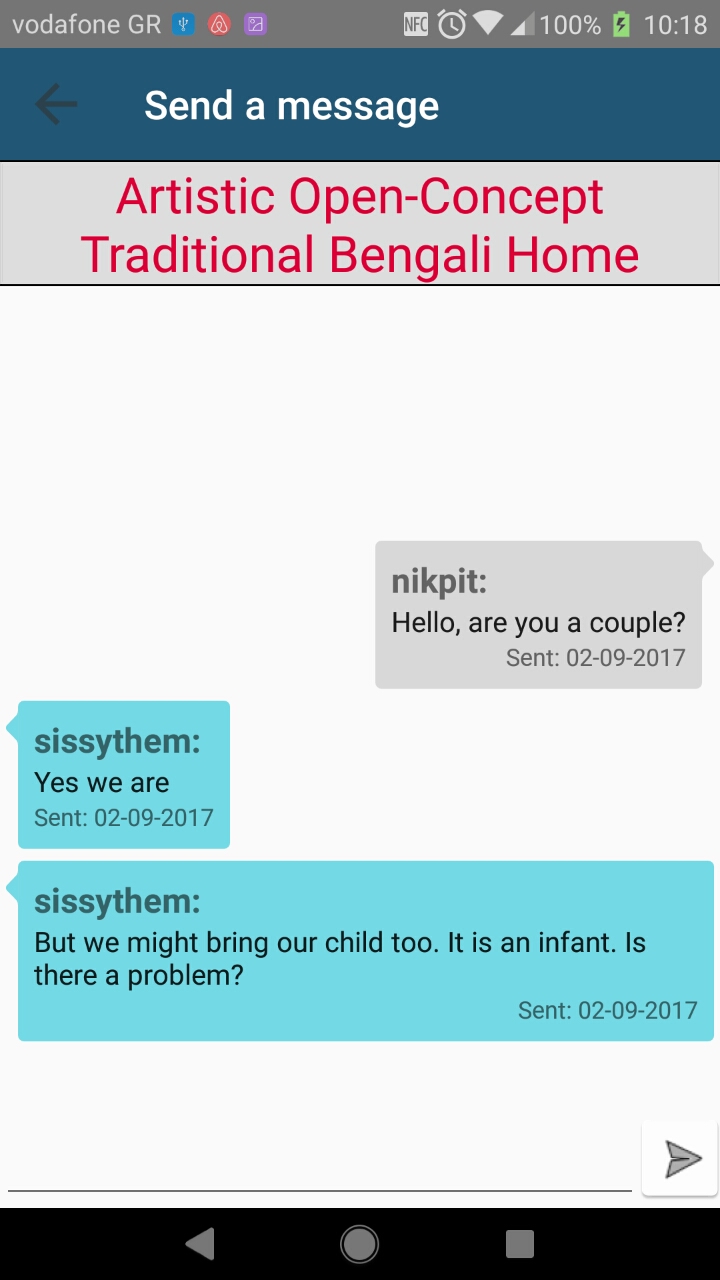 vodafone GR NFC 100% 10:18
Send a message
Artistic Open-Concept
Traditional Bengali Home
nikpit:
Hello, are you a couple?
Sent: 02-09-2017
sissythem:
Yes we are
Sent: 02-09-2017
sissythem:
But we might bring our child too. It is an infant. Is
there a problem?
Sent: 02-09-2017